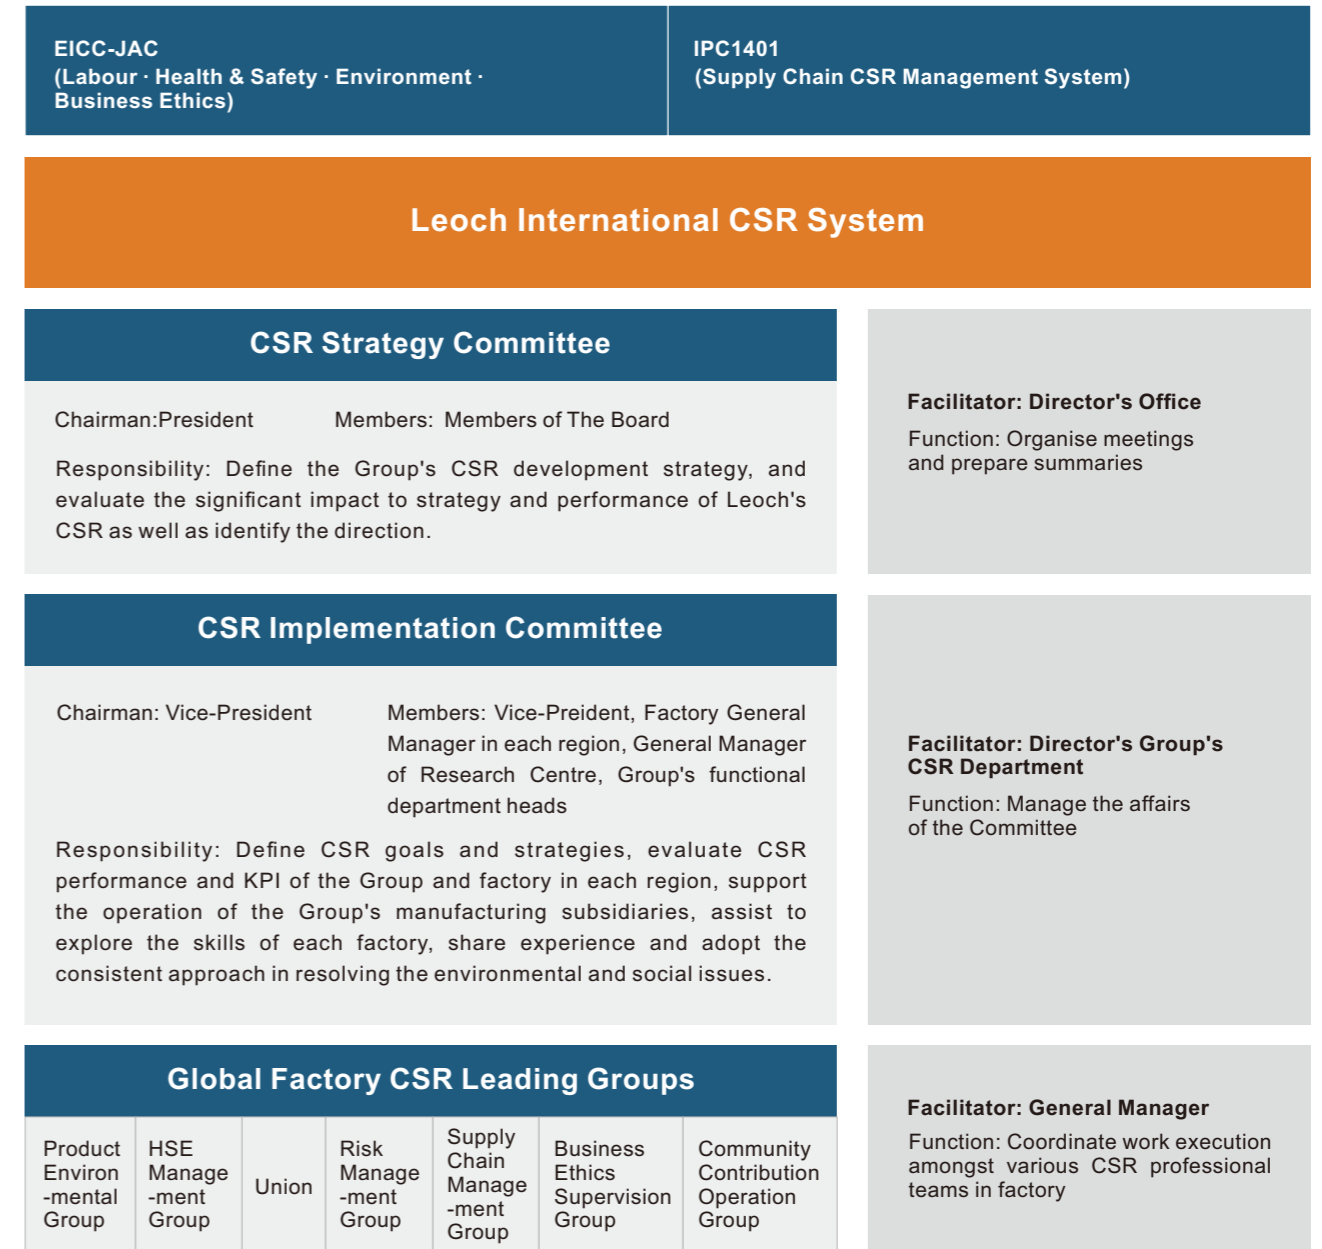 EICC-JAC
(Labour · Health & Safety · Environment ·
Business Ethics)
IPC1401
(Supply Chain CSR Management System)
Leoch International CSR System
CSR Strategy Committee
Chairman:President
Members: Members of The Board
Responsibility: Define the Group's CSR development strategy, and
evaluate the significant impact to strategy and performance of Leoch's
CSR as well as identify the direction.
Facilitator: Director's Office
Function: Organise meetings
and prepare summaries
CSR Implementation Committee
Chairman: Vice-President
Members: Vice-Preident, Factory General
Manager in each region, General Manager
of Research Centre, Group's functional
department heads
Responsibility: Define CSR goals and strategies, evaluate CSR
performance and KPI of the Group and factory in each region, support
the operation of the Group's manufacturing subsidiaries, assist to
explore the skills of each factory, share experience and adopt the
consistent approach in resolving the environmental and social issues.
Facilitator: Director's Group's
CSR Department
Function: Manage the affairs
of the Committee
Global Factory CSR Leading Groups
Product
Environ
-mental
Group
HSE
Manage
-ment
Group
Union
Risk
Manage
-ment
Group
Supply
Chain
Manage
-ment
Group
Business
Ethics
Supervision
Group
Community
Contribution
Operation
Group
Facilitator: General Manager
Function: Coordinate work execution
amongst various CSR professional
teams in factory